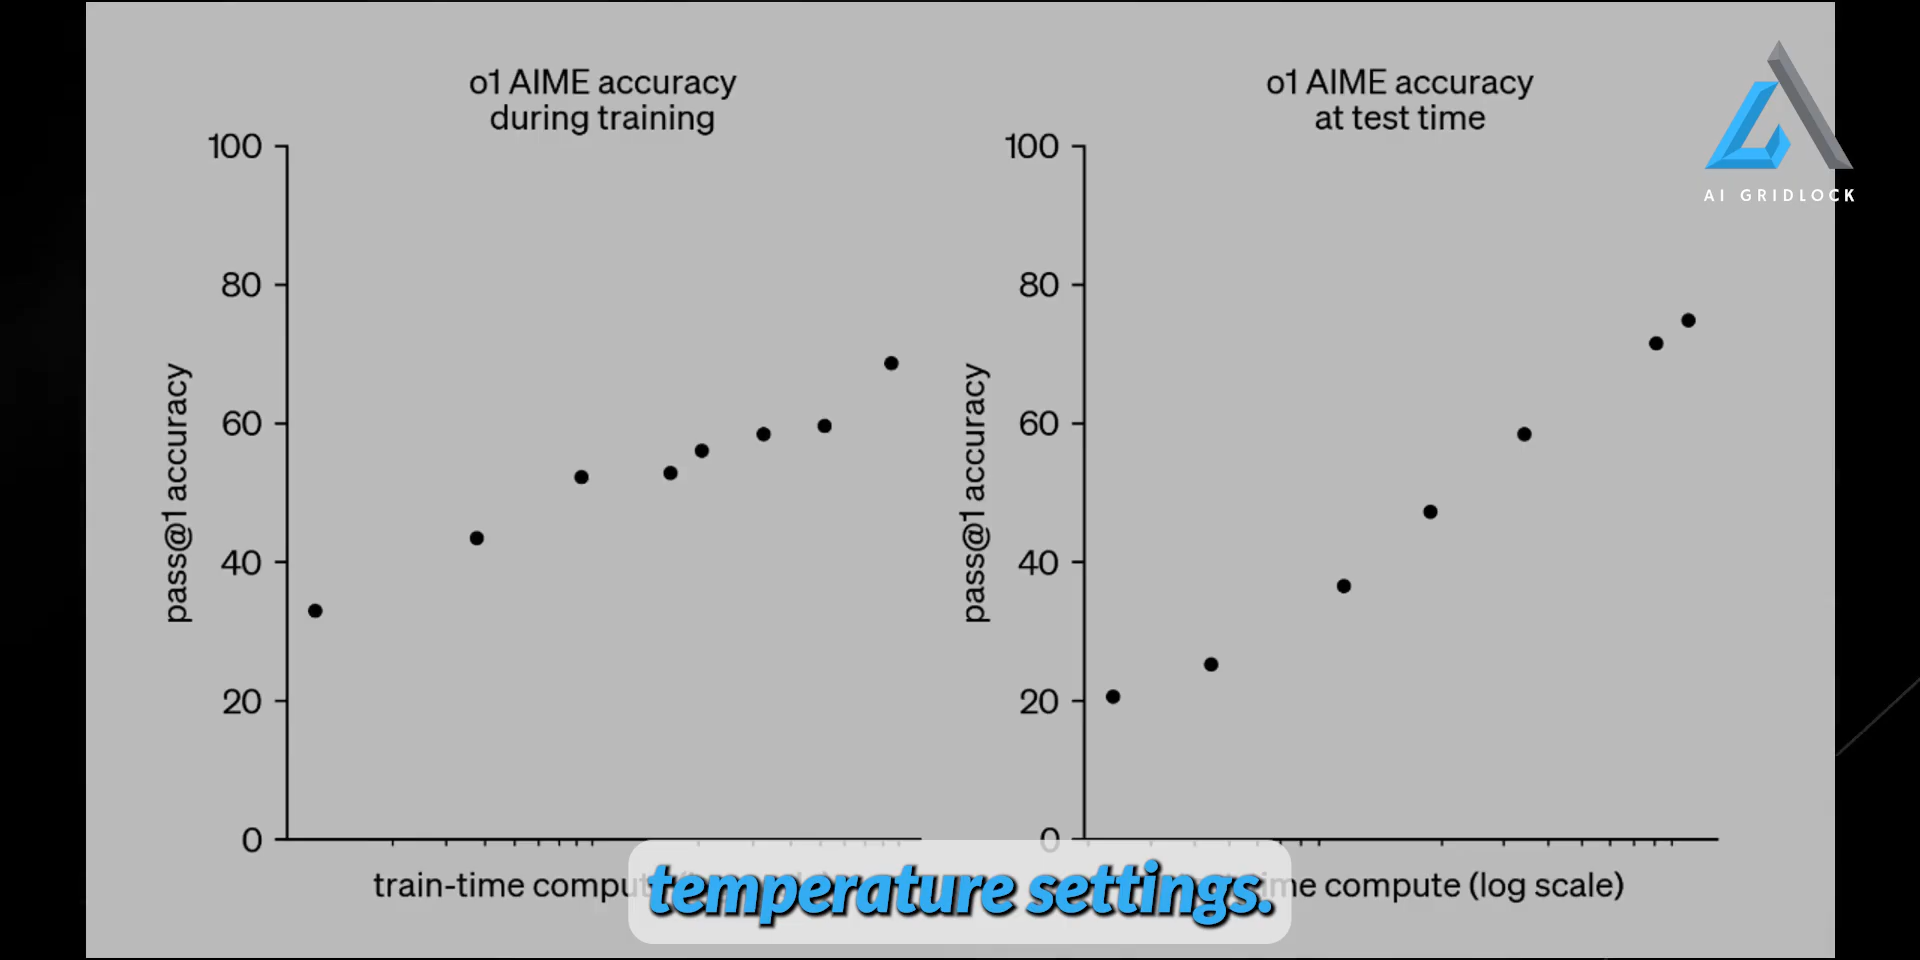 o1 AIME accuracy
during training
100
80
60
40
20
0
pass@1 accuracy
train-time comput
o1 AIME accuracy
at test time
100
80
60
40
20
0
pass@1 accuracy
me compute (log scale)
AI GRIDLOCK
temperature settings.